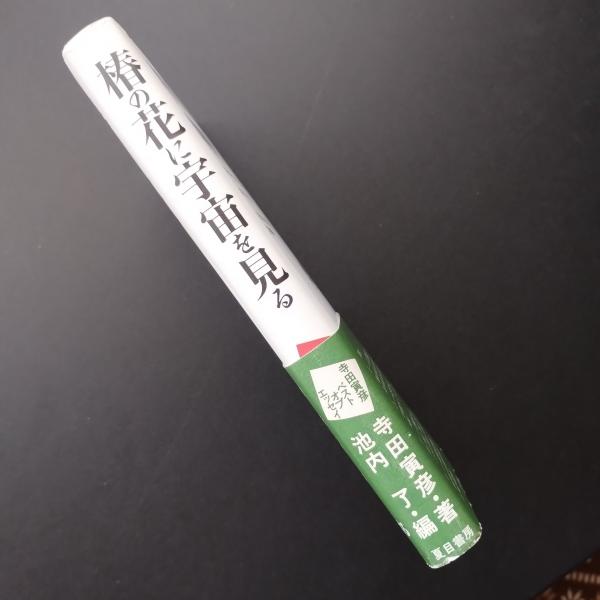 椿の花に宇宙を見る
寺田寅彦
ベスト
オブ
エッセイ
寺田寅彦・著
池内 了・編
夏目書房